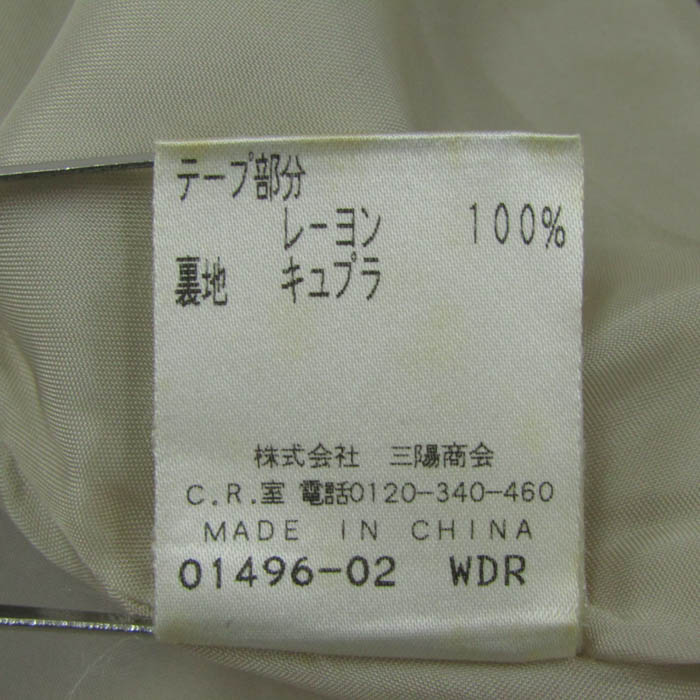 テープ部分
レーヨン 100%
裏地 キュプラ
株式会社 三陽商会
C.R.室 電話0120-340-460
MADE IN CHINA
01496-02 WDR